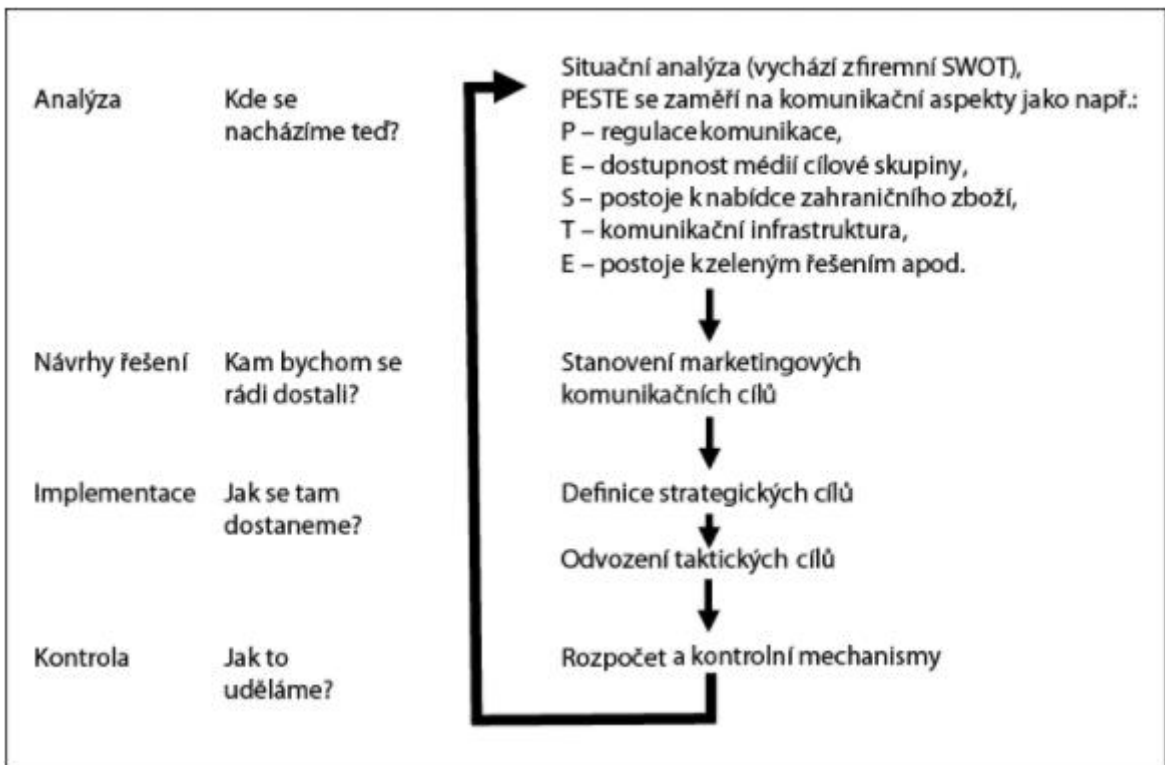 Analýza
Kde se
nacházíme teď?
Situační analýza (vychází zfiremní SWOT),
PESTE se zaměří na komunikační aspekty jako např.:
P – regulace komunikace,
E – dostupnost médií cílové skupiny,
S – postoje k nabídce zahraničního zboží,
T – komunikační infrastruktura,
E – postoje kzeleným řešením apod.
Návrhy řešení
Kam bychom se
rádi dostali?
Stanovení marketingových
komunikačních cílů
Implementace
Jak se tam
dostaneme?
Definice strategických cílů
Odvození taktických cílů
Kontrola
Jak to
uděláme?
Rozpočet a kontrolní mechanismy